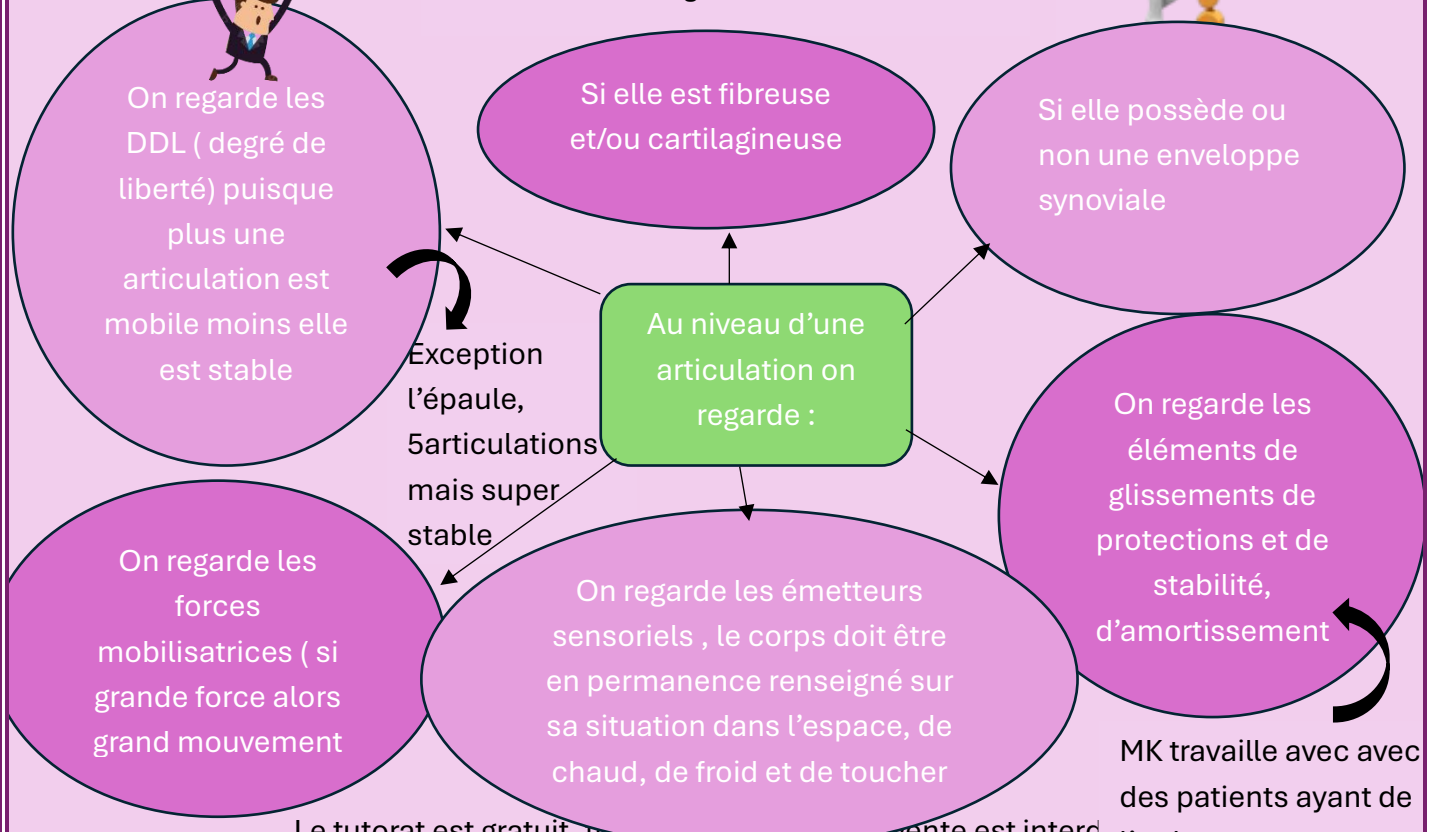 On regarde les
DDL ( degré de
liberté) puisque
plus une
articulation est
mobile moins elle
est stable
Si elle est fibreuse
et/ou cartilagineuse
Si elle possède ou
non une enveloppe
synoviale
Exception
l’épaule,
5articulations
mais super
stable
Au niveau d’une
articulation on
regarde :
On regarde les
éléments de
glissements de
protections et de
stabilité,
d’amortissement
On regarde les
forces
mobilisatrices ( si
grande force alors
grand mouvement
On regarde les émetteurs
sensoriels , le corps doit être
en permanence renseigné sur
sa situation dans l’espace, de
chaud, de froid et de toucher
MK travaille avec avec
des patients ayant de
Le tutorat est gratuit est